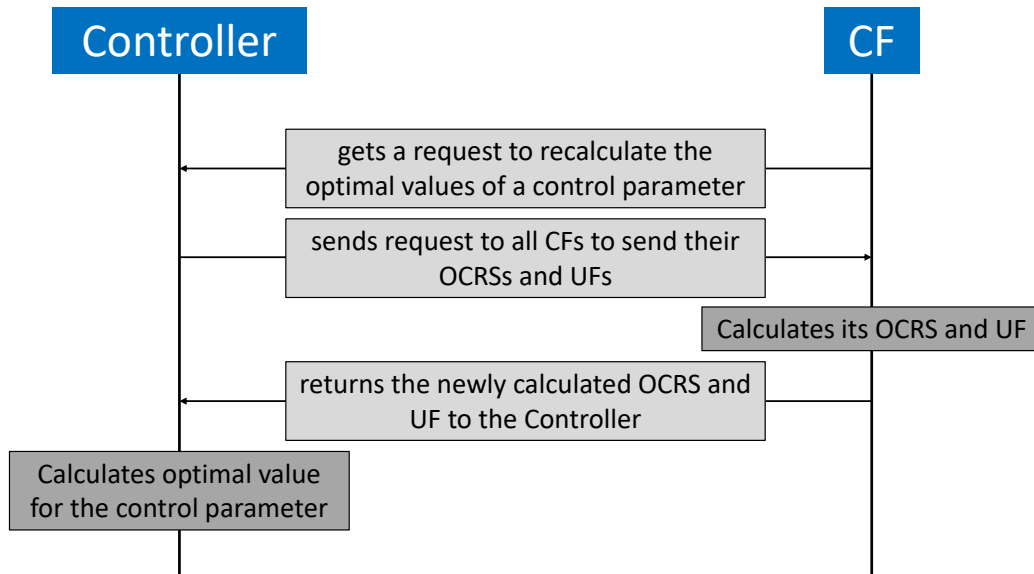 Controller
CF
gets a request to recalculate the
optimal values of a control parameter
sends request to all CFs to send their
OCRSs and UFs
Calculates its OCRS and UF
returns the newly calculated OCRS and
UF to the Controller
Calculates optimal value
for the control parameter